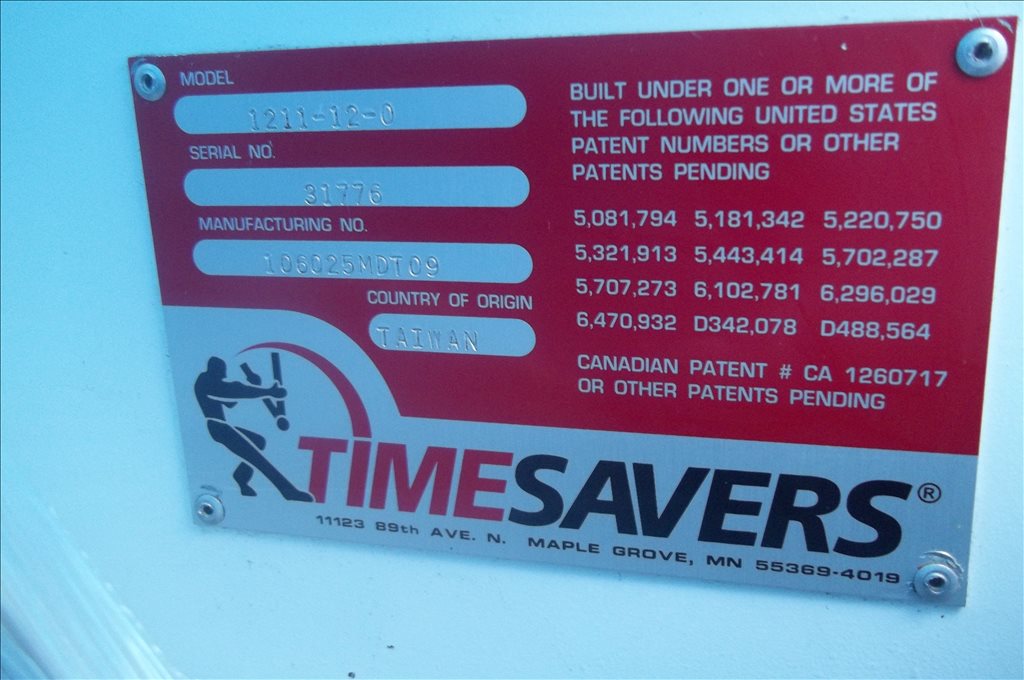 MODEL
1211-12-0
SERIAL NO.
31776
MANUFACTURING NO.
106025MDT09
COUNTRY OF ORIGIN
TAIWAN
BUILT UNDER ONE OR MORE OF
THE FOLLOWING UNITED STATES
PATENT NUMBERS OR OTHER
PATENTS PENDING
5,081,794 5,181,342 5,220,750
5,321,913 5,443,414 5,702,287
5,707,273 6,102,781 6,296,029
6,470,932 D342,078 D488,564
CANADIAN PATENT # CA 1260717
OR OTHER PATENTS PENDING
TIMESAVERS®
11123 89th AVE. N. MAPLE GROVE, MN 55369-4019